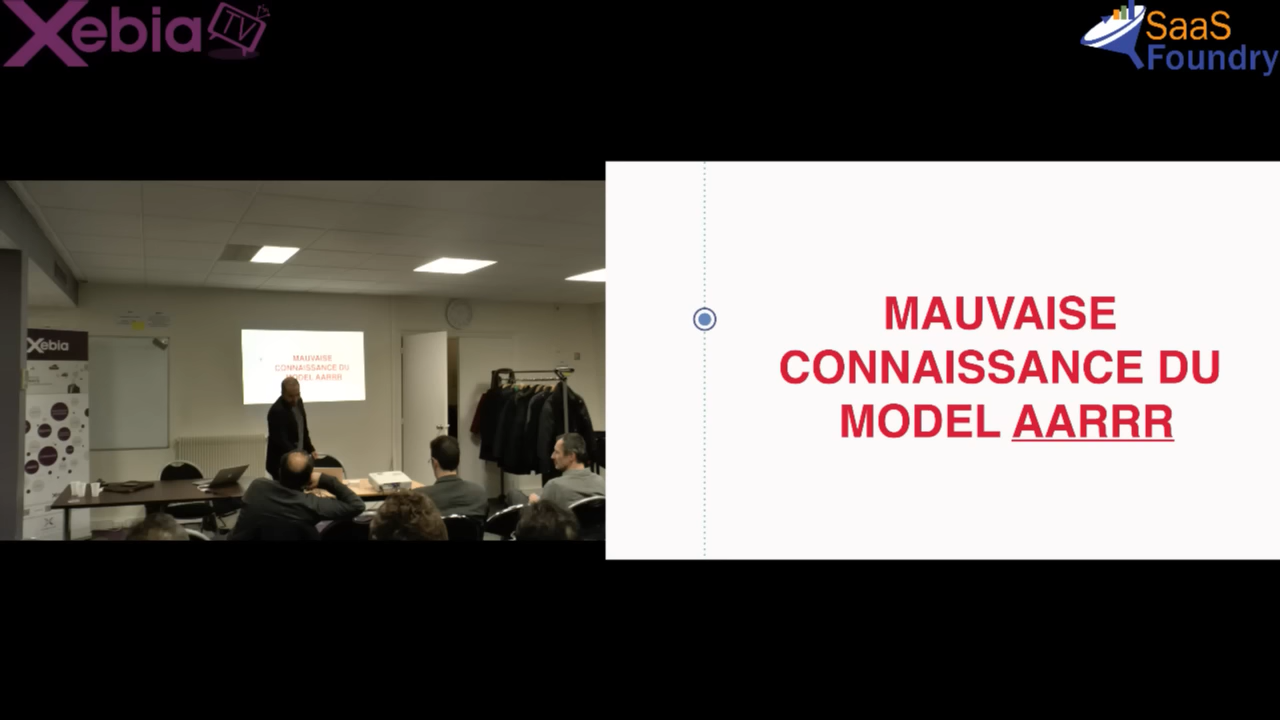 Xebia TV
SaaS
Foundry
Xebia
MAUVAISE
CONNAISSANCE DU
MODEL AARRR
MAUVAISE
CONNAISSANCE DU
MODEL AARRR